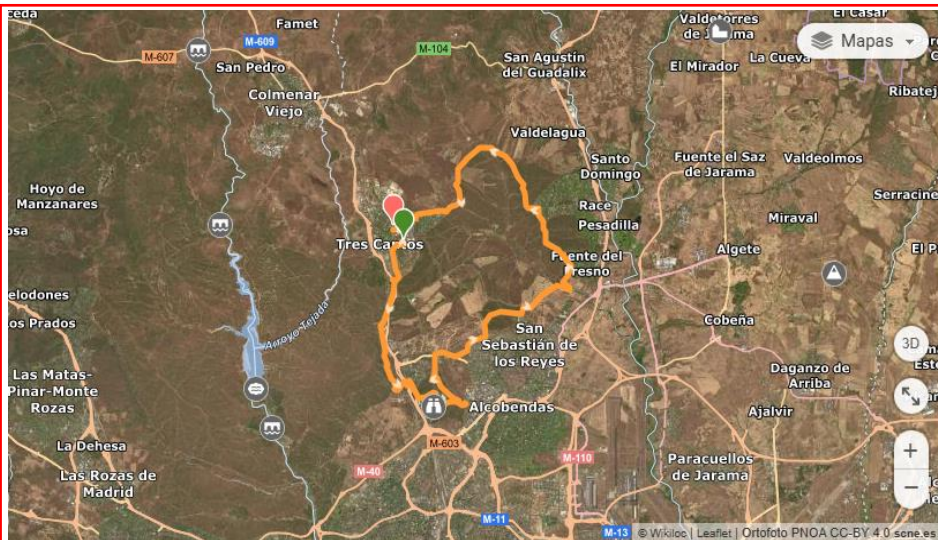 ceda
Famet
M-609
M-607
San Pedro
M-104
Colmenar
Viejo
San Agustín
del Guadalix
Valdetorres
de Jarama
El Casar
Mapas
El Mirador
La Cueva
Ribatej
Valdelagua
Santo
Domingo
Fuente el Saz
de Jarama
Valdeolmos
Hoyo de
Manzanares
Serracine
osa
Race
Pesadilla
Miraval
Tres Cantos
Fuente del
Fresno
Algete
El P
elodones
os Prados
Arroyo Tejada
San
Sebastián de
los Reyes
Cobeña
3D
Las Matas-
Pinar-Monte
Rozas
Daganzo de
Arriba
Alcobendas
Ajalvir
M-603
La Dehesa
M-40
M-110
Paracuellos
de Jarama
+
Las Rozas de
Madrid
−
M-11
M-13
© Wikiloc | Leaflet | Ortofoto PNOA CC-BY 4.0 scne.es